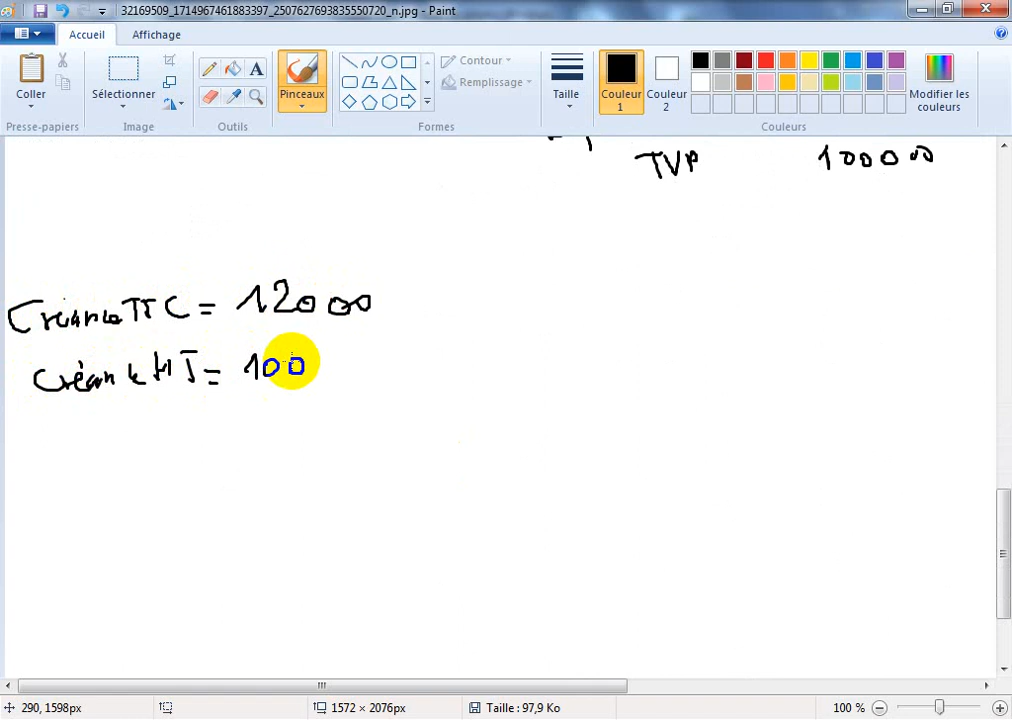 32169509_1714967461883397_2507627693835550720_n.jpg - Paint
Accueil Affichage
Coller
Sélectionner
Pinceaux
Contour
Remplissage
Taille
Couleur 1
Couleur 2
Modifier les couleurs
Presse-papiers Image Outils Formes Couleurs
TVA 100000
Créance TTC = 12000
Créance HT = 100
290, 1598px 1572 × 2076px Taille : 97,9 Ko 100 %